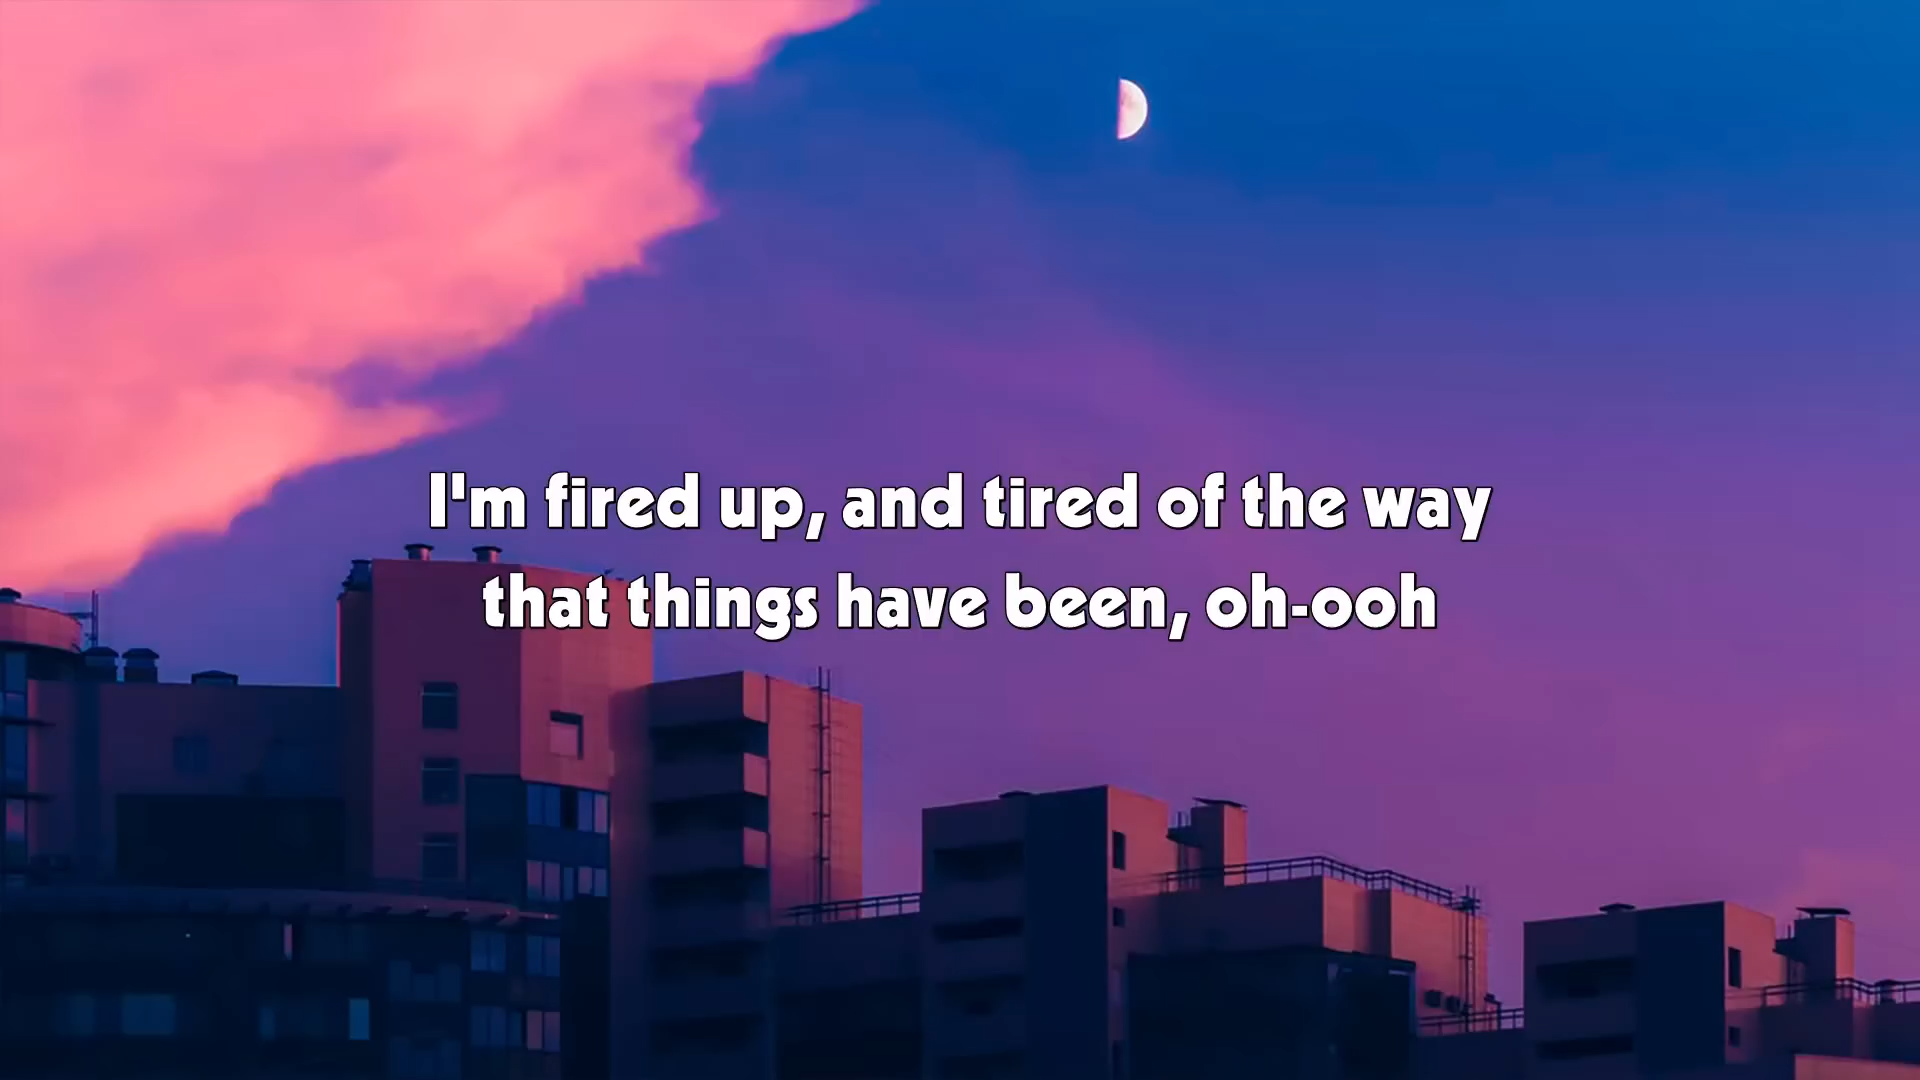 I'm fired up, and tired of the way
that things have been, oh-ooh